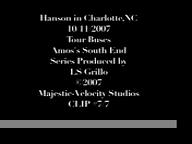 Hanson in Charlotte,NC
10-11-2007
Tour Buses
Amos's South End
Series Produced by
LS Grillo
©2007
Majestic-Velocity Studios
CLIP #7-7